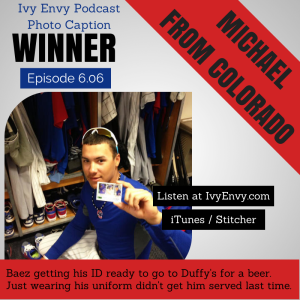 Ivy Envy Podcast
Photo Caption
WINNER
Episode 6.06
MICHAEL
FROM COLORADO
Listen at IvyEnvy.com
iTunes / Stitcher
Baez getting his ID ready to go to Duffy's for a beer.
Just wearing his uniform didn't get him served last time.